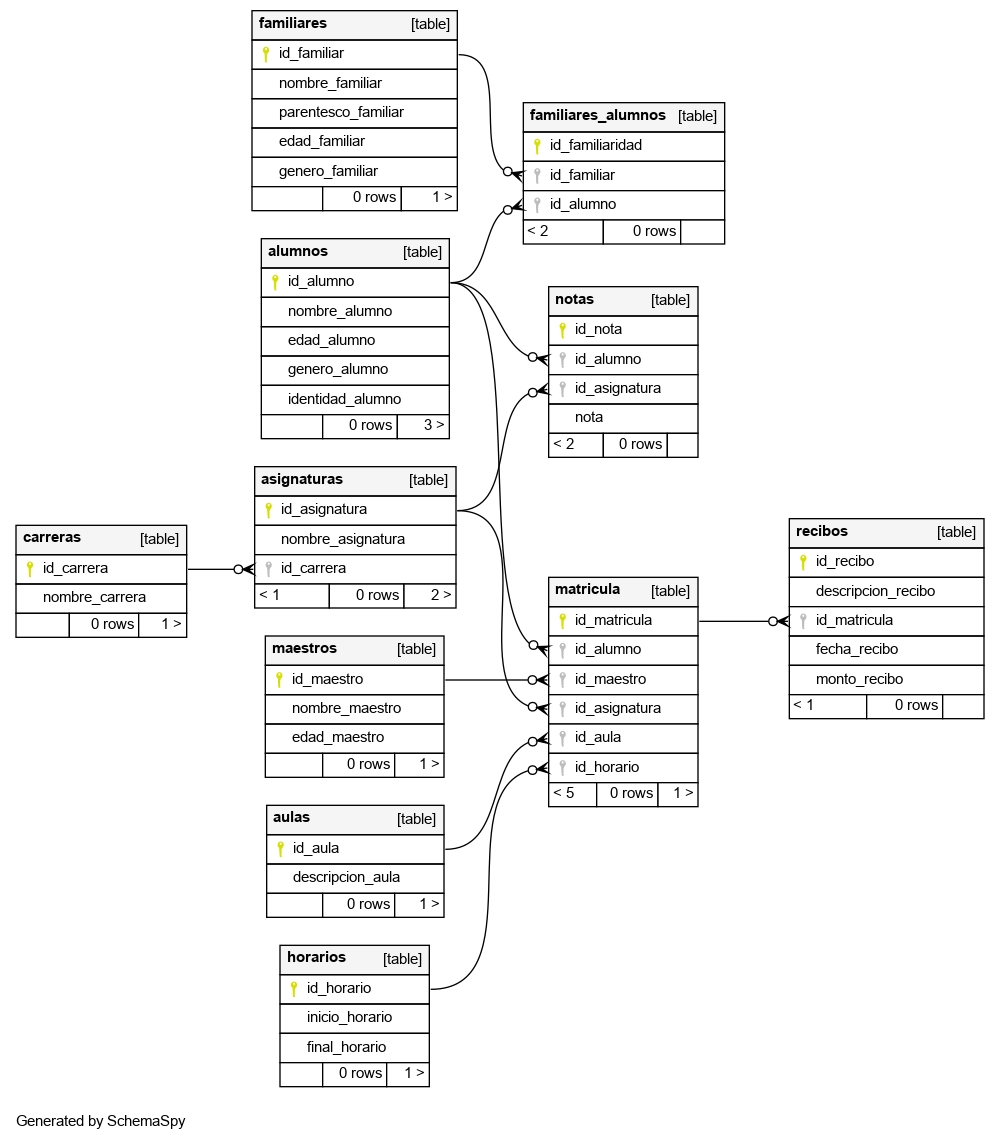 familiares [table]
id_familiar
nombre_familiar
parentesco_familiar
edad_familiar
genero_familiar
0 rows 1 >
familiares_alumnos [table]
id_familiaridad
id_familiar
id_alumno
< 2 0 rows
alumnos [table]
id_alumno
nombre_alumno
edad_alumno
genero_alumno
identidad_alumno
0 rows 3 >
notas [table]
id_nota
id_alumno
id_asignatura
nota
< 2 0 rows
asignaturas [table]
id_asignatura
nombre_asignatura
id_carrera
< 1 0 rows 2 >
carreras [table]
id_carrera
nombre_carrera
0 rows 1 >
matricula [table]
id_matricula
id_alumno
id_maestro
id_asignatura
id_aula
id_horario
< 5 0 rows 1 >
recibos [table]
id_recibo
descripcion_recibo
id_matricula
fecha_recibo
monto_recibo
< 1 0 rows
maestros [table]
id_maestro
nombre_maestro
edad_maestro
0 rows 1 >
aulas [table]
id_aula
descripcion_aula
0 rows 1 >
horarios [table]
id_horario
inicio_horario
final_horario
0 rows 1 >
Generated by SchemaSpy